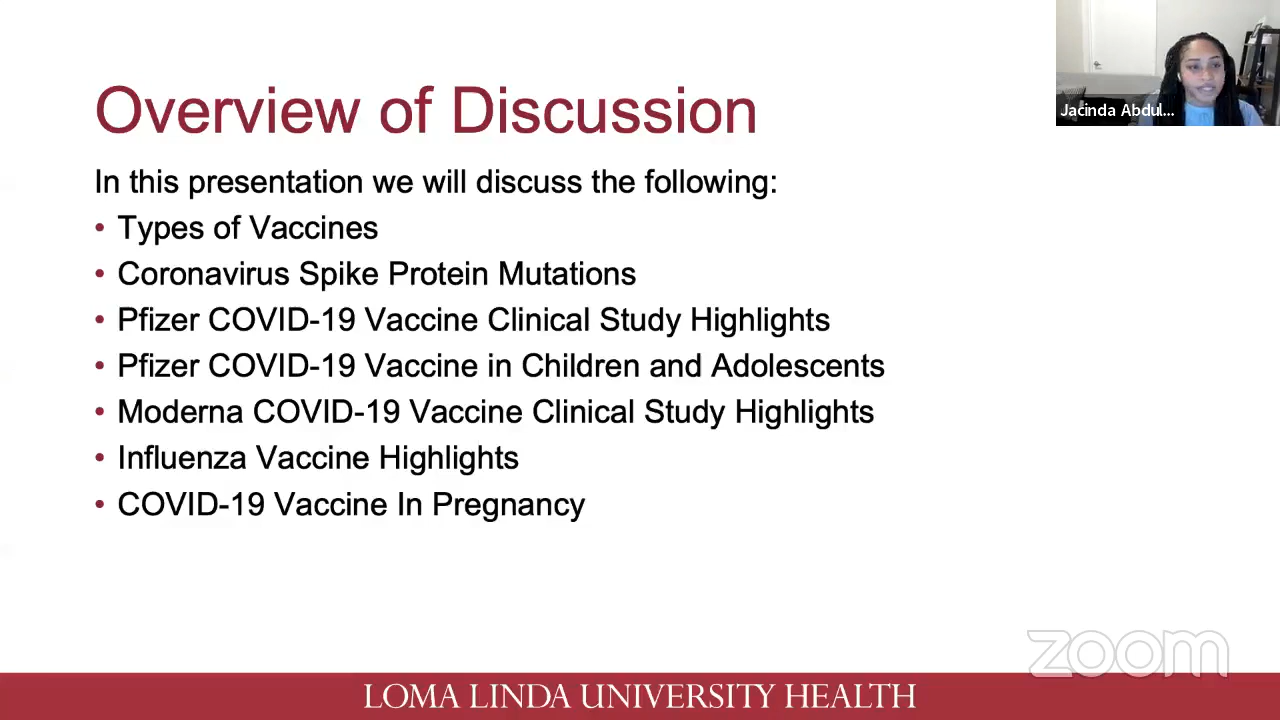 Overview of Discussion
Jacinda Abdul...
In this presentation we will discuss the following:
• Types of Vaccines
• Coronavirus Spike Protein Mutations
• Pfizer COVID-19 Vaccine Clinical Study Highlights
• Pfizer COVID-19 Vaccine in Children and Adolescents
• Moderna COVID-19 Vaccine Clinical Study Highlights
• Influenza Vaccine Highlights
• COVID-19 Vaccine In Pregnancy
zoom
LOMA LINDA UNIVERSITY HEALTH